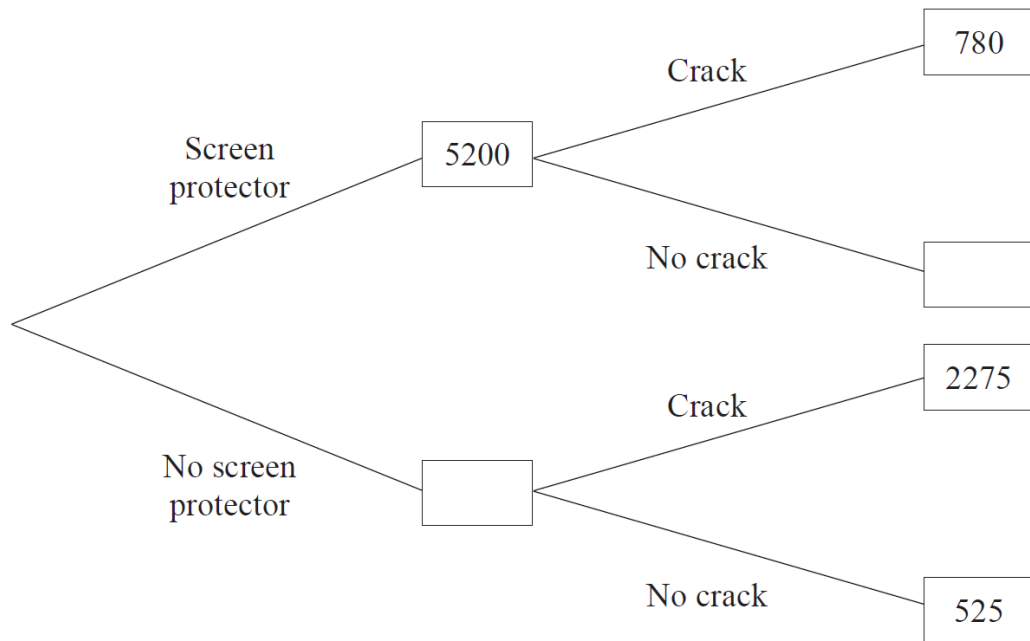 780
Crack
Screen
protector
5200
No crack
2275
Crack
No screen
protector
No crack
525